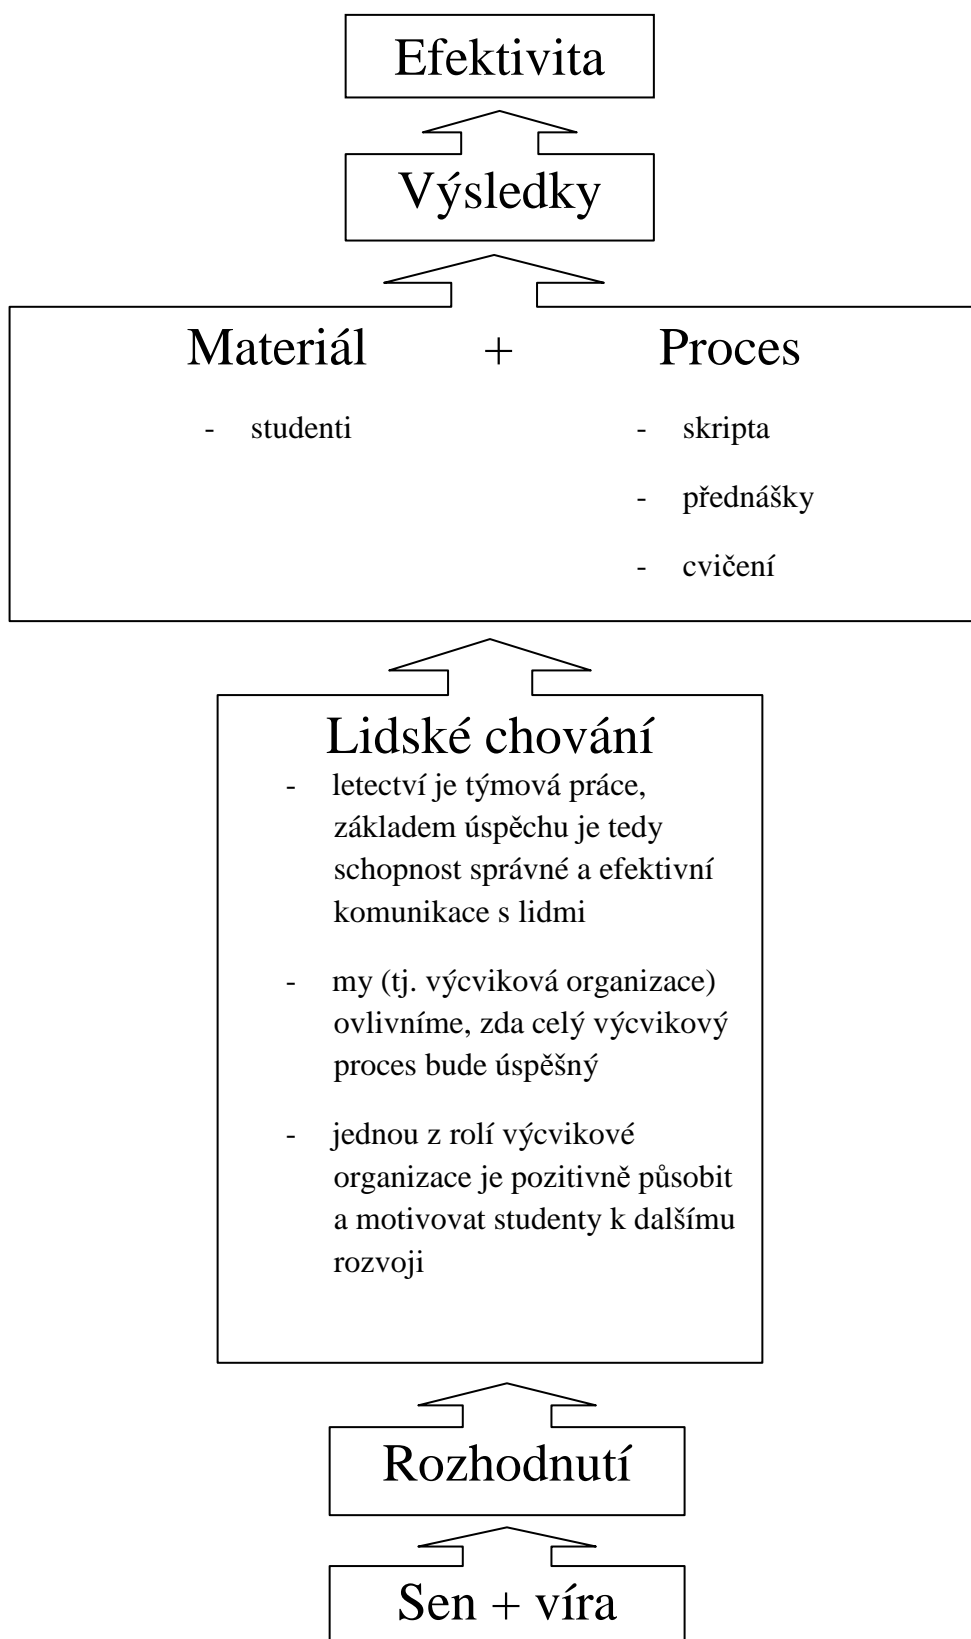 Efektivita
Výsledky
Materiál + Proces
- studenti
- skripta
- přednášky
- cvičení
Lidské chování
- letectví je týmová práce,
základem úspěchu je tedy
schopnost správné a efektivní
komunikace s lidmi
- my (tj. výcviková organizace)
ovlivníme, zda celý výcvikový
proces bude úspěšný
- jednou z rolí výcvikové
organizace je pozitivně působit
a motivovat studenty k dalšímu
rozvoji
Rozhodnutí
Sen + víra